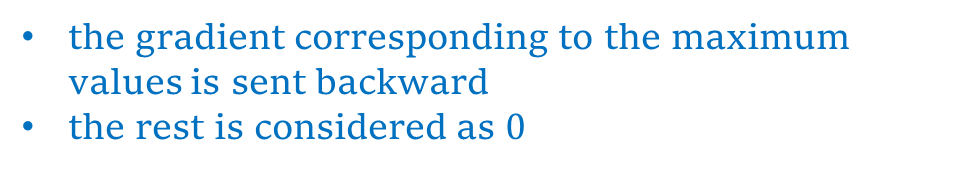 • the gradient corresponding to the maximum
values is sent backward
• the rest is considered as 0